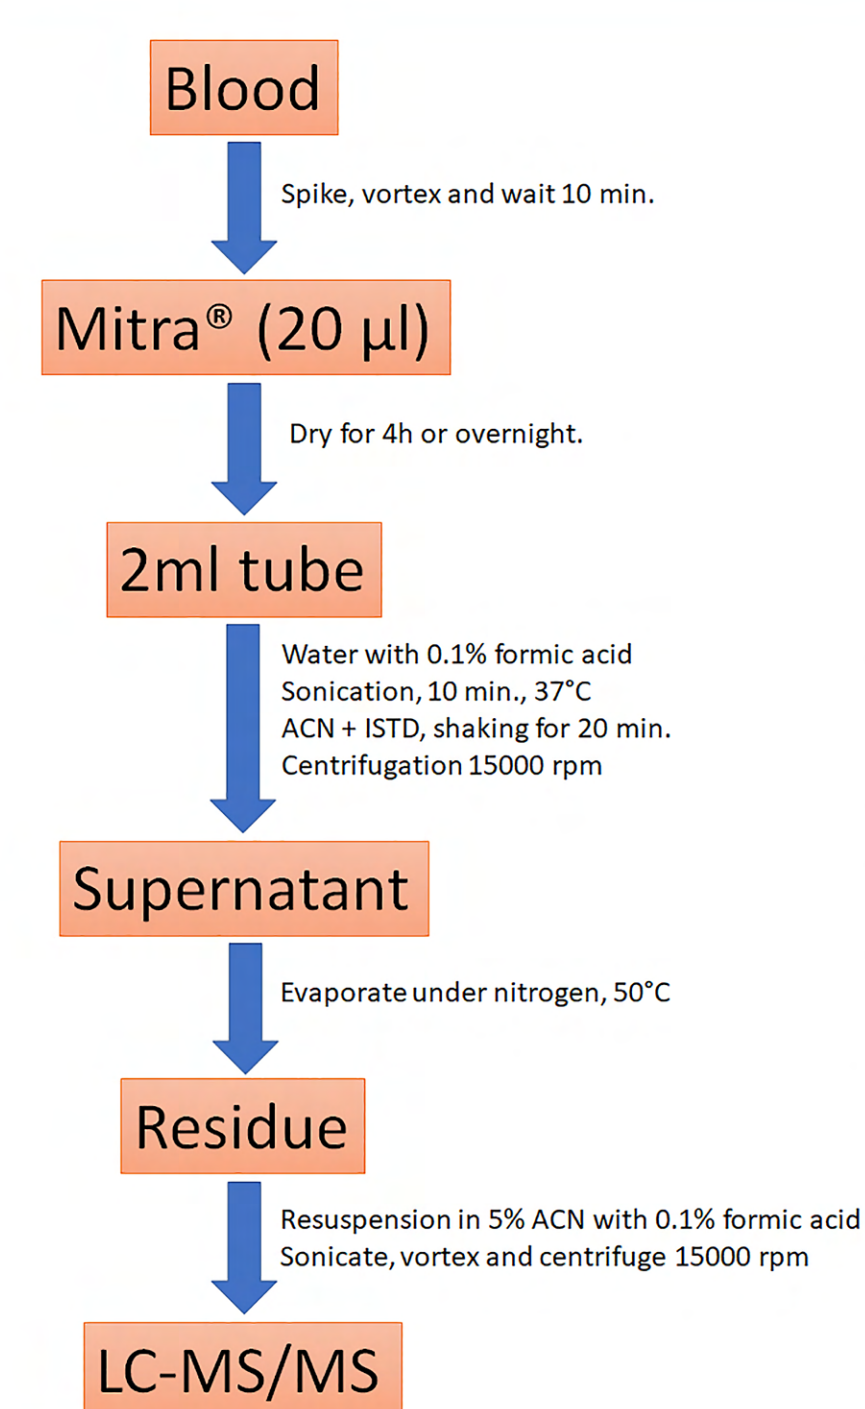 Blood
Spike, vortex and wait 10 min.
Mitra® (20 µl)
Dry for 4h or overnight.
2ml tube
Water with 0.1% formic acid
Sonication, 10 min., 37°C
ACN + ISTD, shaking for 20 min.
Centrifugation 15000 rpm
Supernatant
Evaporate under nitrogen, 50°C
Residue
Resuspension in 5% ACN with 0.1% formic acid
Sonicate, vortex and centrifuge 15000 rpm
LC-MS/MS